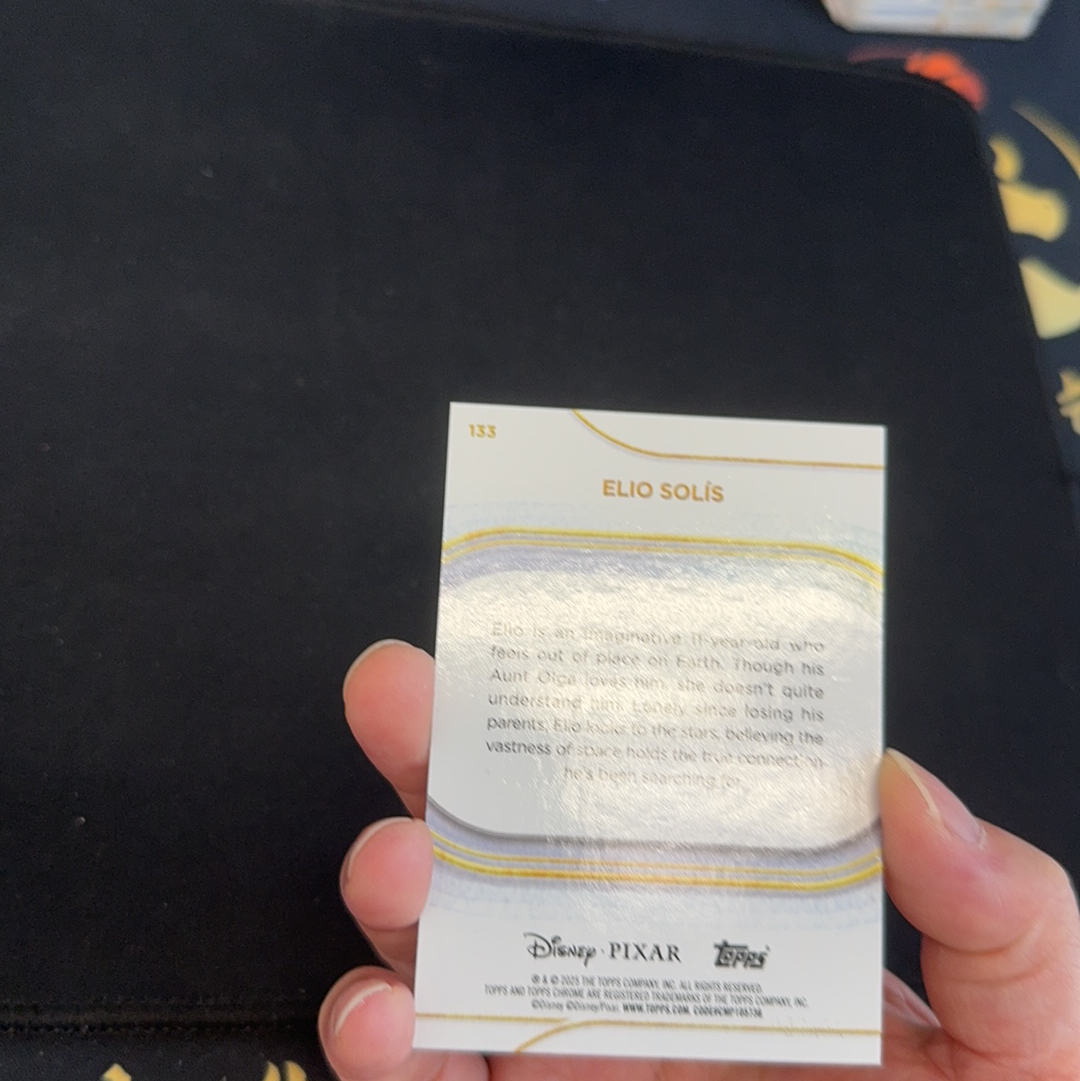 133
ELIO SOLÍS
Elio is an imaginative 11-year-old who
feels out of place on Earth. Though his
Aunt Olga loves him, she doesn't quite
understand him. Lonely since losing his
parents, Elio looks to the stars, believing the
vastness of space holds the true connection
he's been searching for.
Disney · PIXAR topps
® & © 2025 THE TOPPS COMPANY, INC. ALL RIGHTS RESERVED.
TOPPS AND TOPPS CHROME ARE REGISTERED TRADEMARKS OF THE TOPPS COMPANY, INC.
©Disney ©Disney/Pixar. WWW.TOPPS.COM.